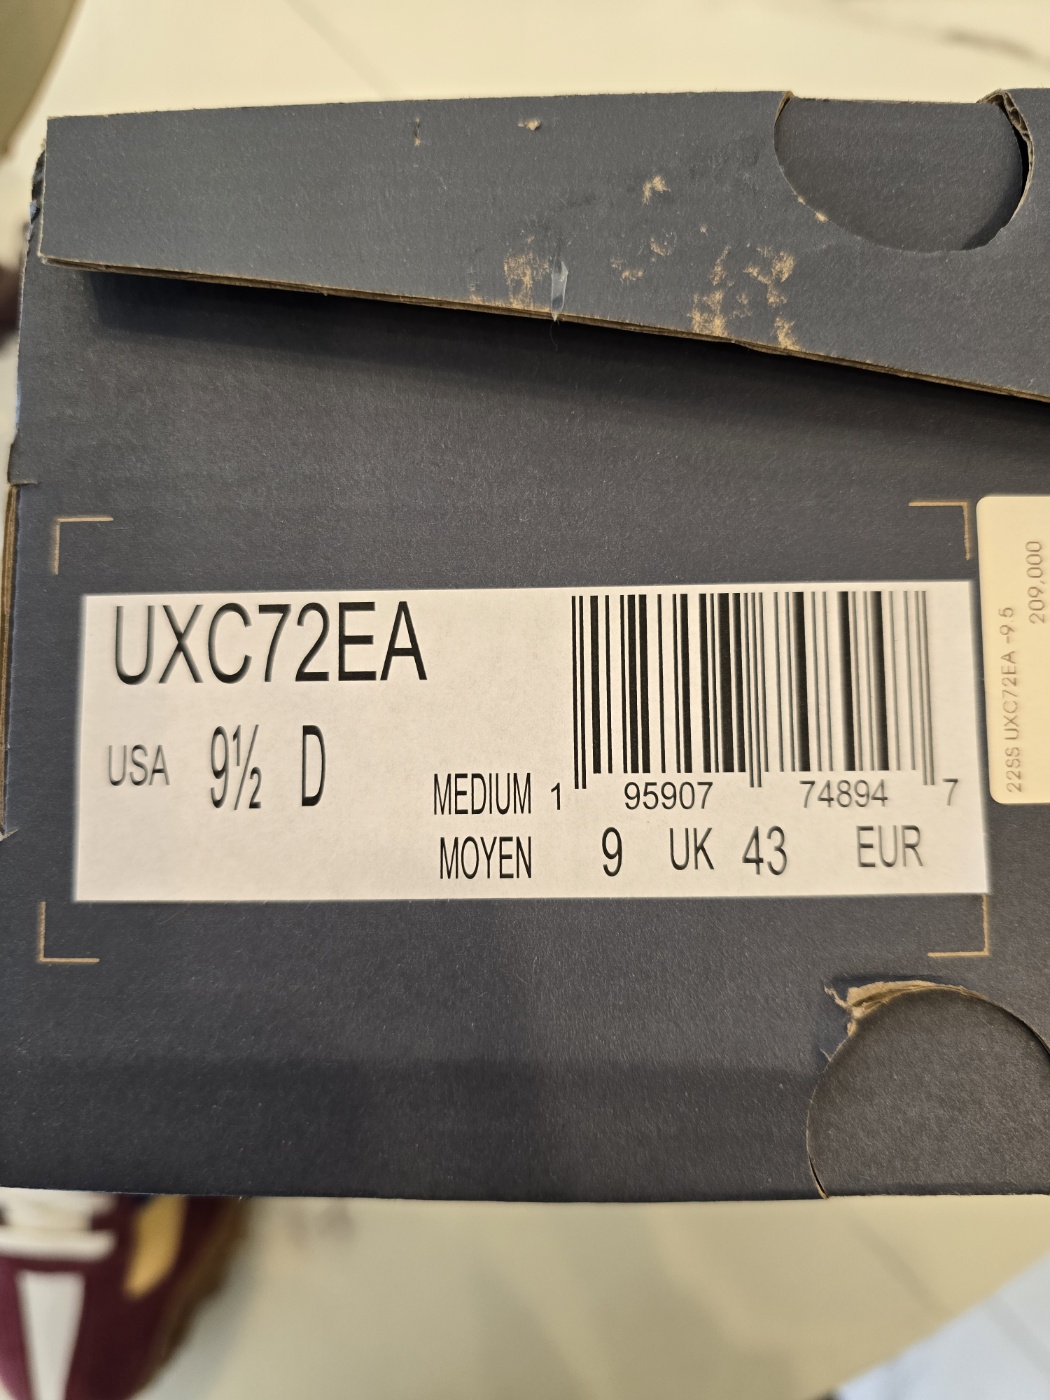 UXC72EA
USA 9½ D
MEDIUM
MOYEN
1 95907 74894 7
9 UK 43 EUR
22SS UXC72EA -9.5
209,000